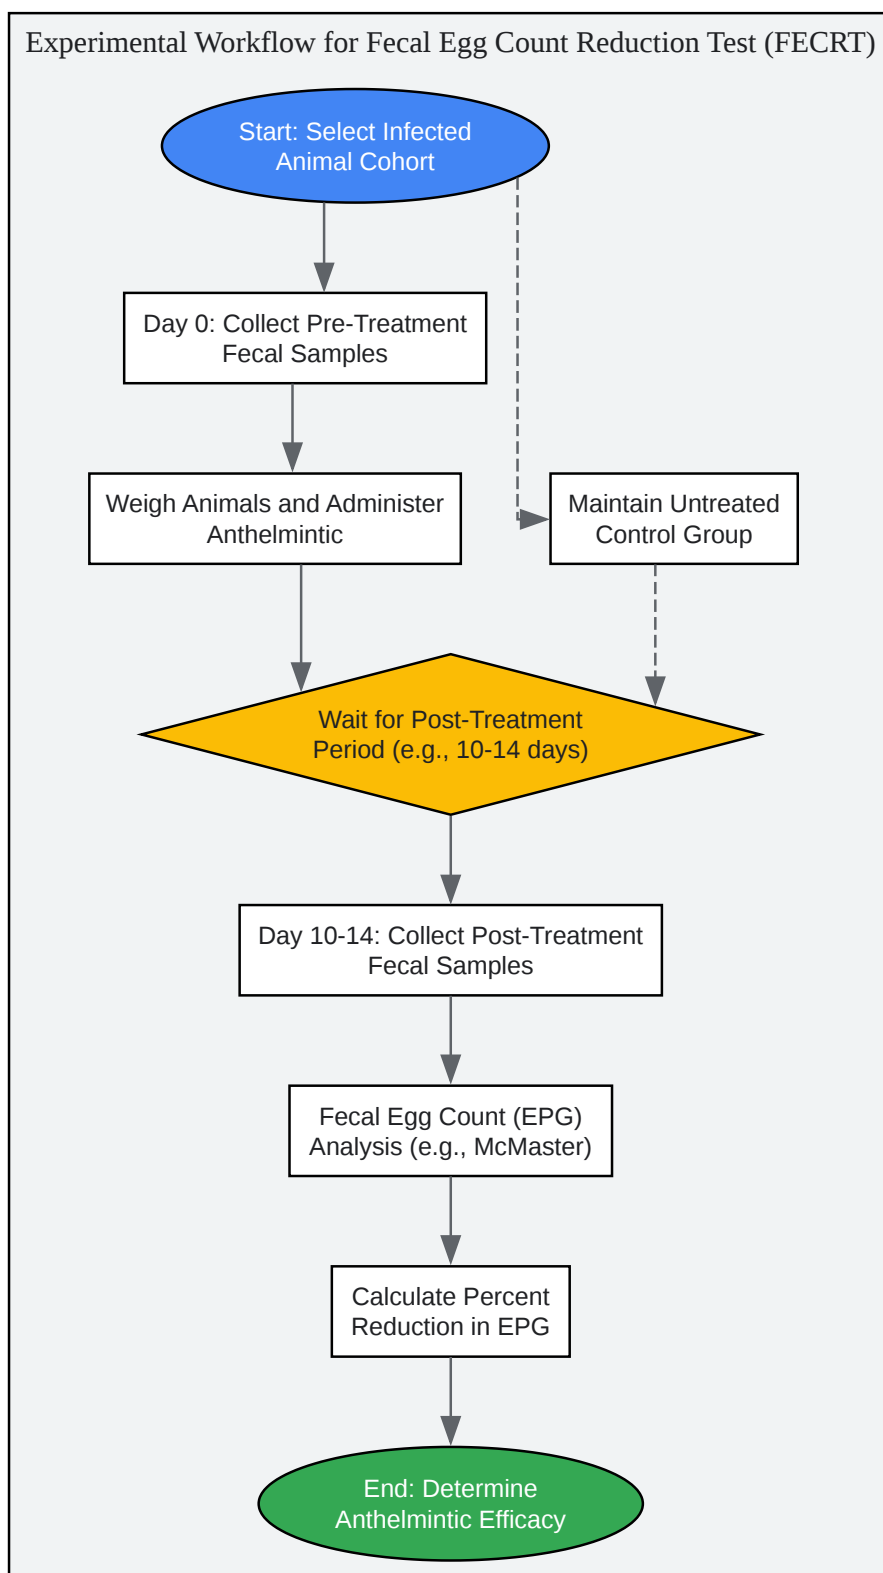 Experimental Workflow for Fecal Egg Count Reduction Test (FECRT)
Start: Select Infected
Animal Cohort
Day 0: Collect Pre-Treatment
Fecal Samples
Weigh Animals and Administer
Anthelmintic
Maintain Untreated
Control Group
Wait for Post-Treatment
Period (e.g., 10-14 days)
Day 10-14: Collect Post-Treatment
Fecal Samples
Fecal Egg Count (EPG)
Analysis (e.g., McMaster)
Calculate Percent
Reduction in EPG
End: Determine
Anthelmintic Efficacy